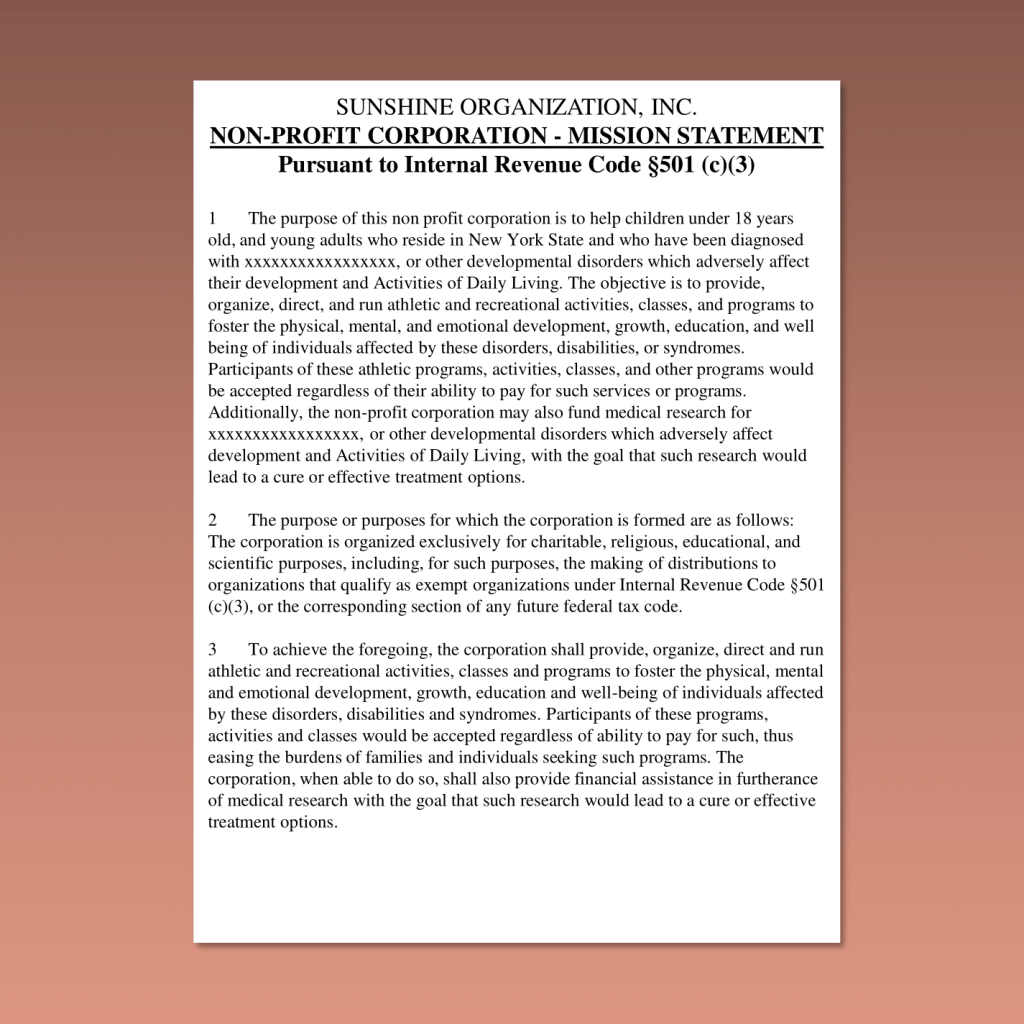 SUNSHINE ORGANIZATION, INC.
NON-PROFIT CORPORATION - MISSION STATEMENT
Pursuant to Internal Revenue Code §501 (c)(3)
1 The purpose of this non profit corporation is to help children under 18 years
old, and young adults who reside in New York State and who have been diagnosed
with xxxxxxxxxxxxxxxxx, or other developmental disorders which adversely affect
their development and Activities of Daily Living. The objective is to provide,
organize, direct, and run athletic and recreational activities, classes, and programs to
foster the physical, mental, and emotional development, growth, education, and well
being of individuals affected by these disorders, disabilities, or syndromes.
Participants of these athletic programs, activities, classes, and other programs would
be accepted regardless of their ability to pay for such services or programs.
Additionally, the non-profit corporation may also fund medical research for
xxxxxxxxxxxxxxxxx, or other developmental disorders which adversely affect
development and Activities of Daily Living, with the goal that such research would
lead to a cure or effective treatment options.
2 The purpose or purposes for which the corporation is formed are as follows:
The corporation is organized exclusively for charitable, religious, educational, and
scientific purposes, including, for such purposes, the making of distributions to
organizations that qualify as exempt organizations under Internal Revenue Code §501
(c)(3), or the corresponding section of any future federal tax code.
3 To achieve the foregoing, the corporation shall provide, organize, direct and run
athletic and recreational activities, classes and programs to foster the physical, mental
and emotional development, growth, education and well-being of individuals affected
by these disorders, disabilities and syndromes. Participants of these programs,
activities and classes would be accepted regardless of ability to pay for such, thus
easing the burdens of families and individuals seeking such programs. The
corporation, when able to do so, shall also provide financial assistance in furtherance
of medical research with the goal that such research would lead to a cure or effective
treatment options.